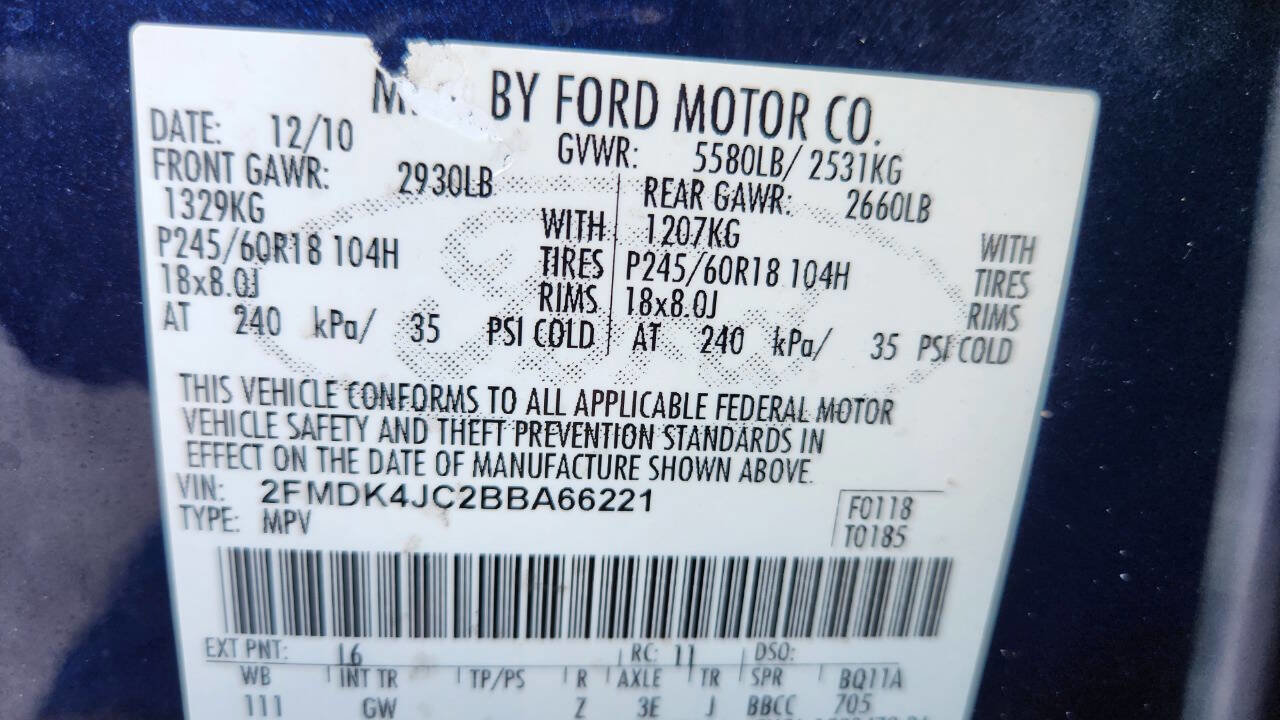 BY FORD MOTOR CO.
DATE: 12/10 GVWR: 5580LB/ 2531KG
FRONT GAWR: 2930LB REAR GAWR: 2660LB
1329KG WITH 1207KG WITH
P245/60R18 104H TIRES P245/60R18 104H TIRES
18x8.0J RIMS 18x8.0J RIMS
AT 240 kPa/ 35 PSI COLD AT 240 kPa/ 35 PSI COLD
THIS VEHICLE CONFORMS TO ALL APPLICABLE FEDERAL MOTOR
VEHICLE SAFETY AND THEFT PREVENTION STANDARDS IN
EFFECT ON THE DATE OF MANUFACTURE SHOWN ABOVE.
VIN: 2FMDK4JC2BBA66221 F0118
TYPE: MPV T0185
EXT PNT: L6 RC: 11 DSO:
WB INT TR TP/PS R AXLE TR SPR BQ11A
111 GW Z 3E J BBCC 705